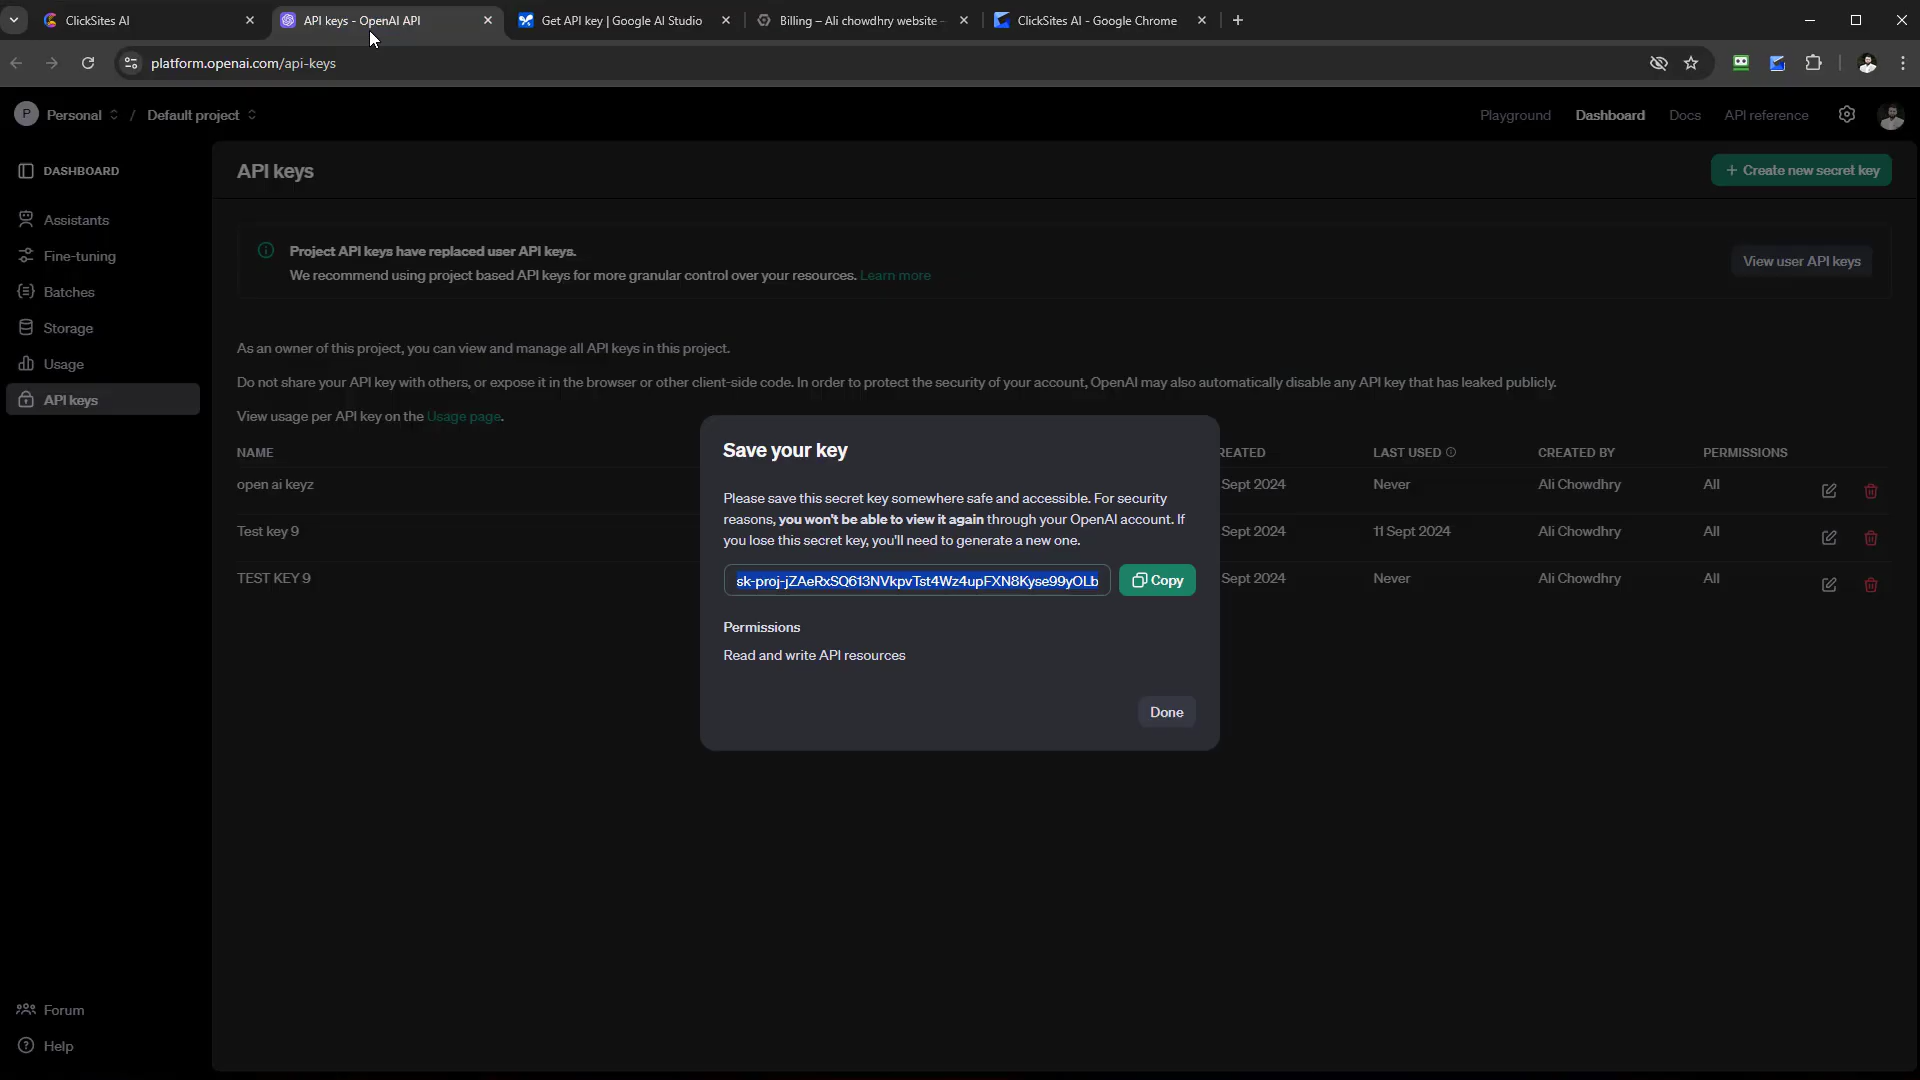 ClickSites AI
API keys - OpenAI API
Get API key | Google AI Studio
Billing – Ali chowdhry website -
ClickSites AI - Google Chrome
platform.openai.com/api-keys
P Personal / Default project
Playground Dashboard Docs API reference
DASHBOARD
Assistants
Fine-tuning
Batches
Storage
Usage
API keys
Forum
Help
API keys
+ Create new secret key
Project API keys have replaced user API keys.
We recommend using project based API keys for more granular control over your resources. Learn more
View user API keys
As an owner of this project, you can view and manage all API keys in this project.
Do not share your API key with others, or expose it in the browser or other client-side code. In order to protect the security of your account, OpenAI may also automatically disable any API key that has leaked publicly.
View usage per API key on the Usage page.
NAME REATED LAST USED CREATED BY PERMISSIONS
open ai keyz Sept 2024 Never Ali Chowdhry All
Test key 9 Sept 2024 11 Sept 2024 Ali Chowdhry All
TEST KEY 9 Sept 2024 Never Ali Chowdhry All
Save your key
Please save this secret key somewhere safe and accessible. For security
reasons, you won't be able to view it again through your OpenAI account. If
you lose this secret key, you'll need to generate a new one.
sk-proj-jZAeRxSQ613NVkpvTst4Wz4upFXN8Kyse99yOLb
Copy
Permissions
Read and write API resources
Done